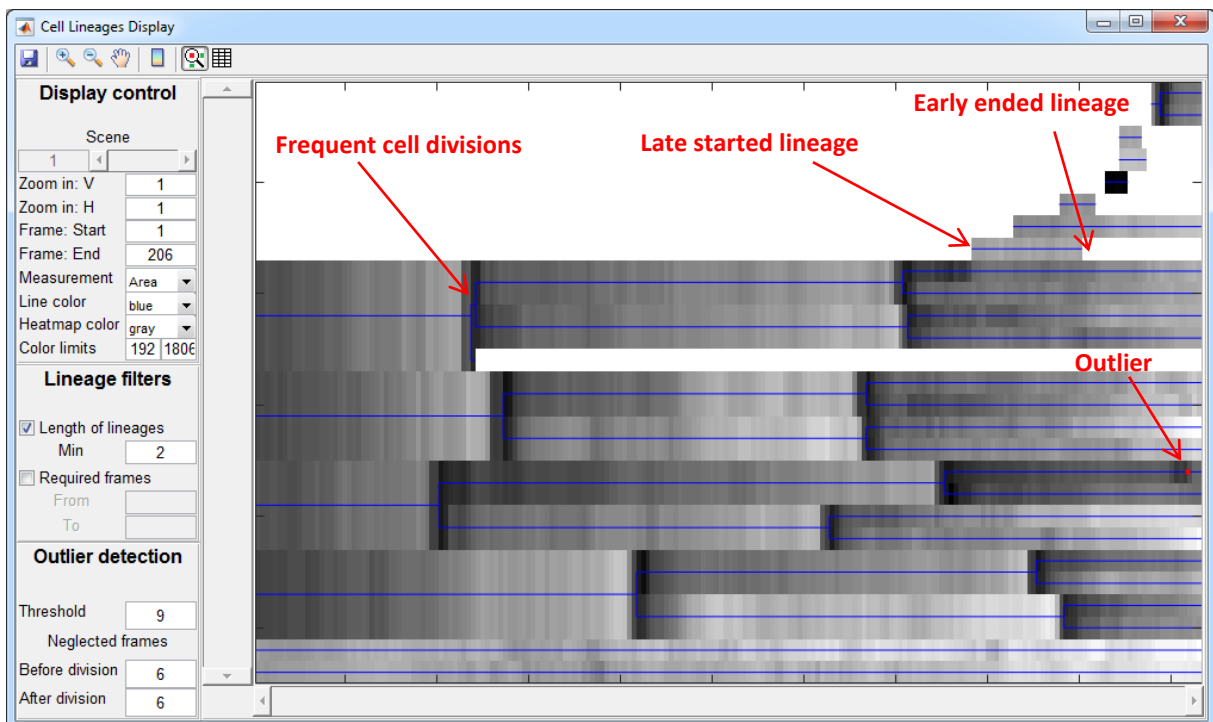 Cell Lineages Display
Display control
Scene
1
Zoom in: V 1
Zoom in: H 1
Frame: Start 1
Frame: End 206
Measurement Area
Line color blue
Heatmap color gray
Color limits 192 1806
Lineage filters
Length of lineages
Min 2
Required frames
From
To
Outlier detection
Threshold 9
Neglected frames
Before division 6
After division 6
Frequent cell divisions
Late started lineage
Early ended lineage
Outlier